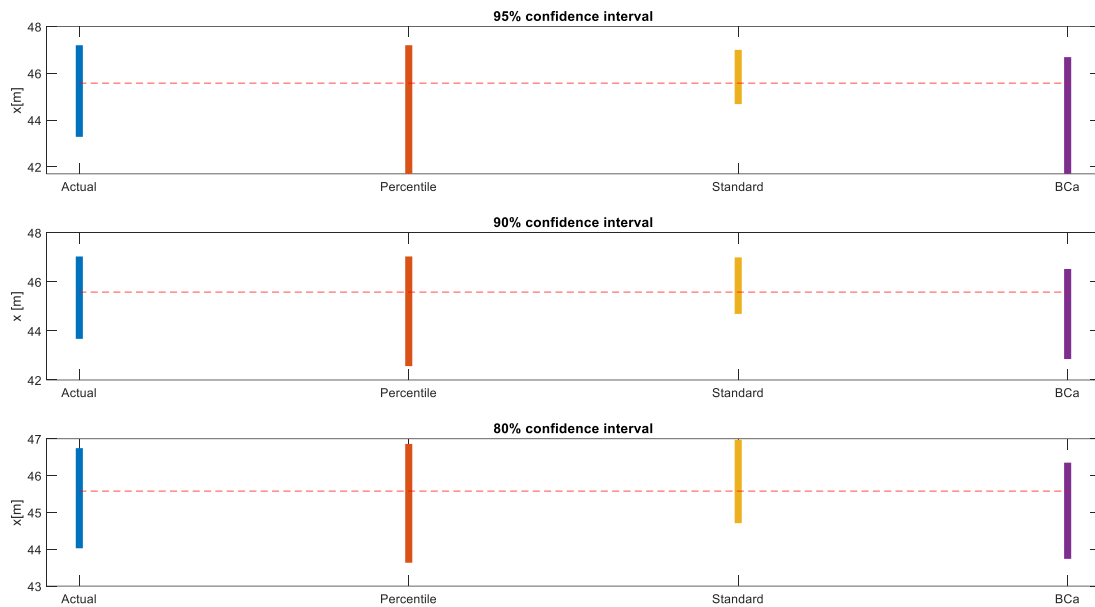 95% confidence interval
48
46
44
42
x[m]
Actual Percentile Standard BCa
90% confidence interval
48
46
44
42
x [m]
Actual Percentile Standard BCa
80% confidence interval
47
46
45
44
43
x[m]
Actual Percentile Standard BCa